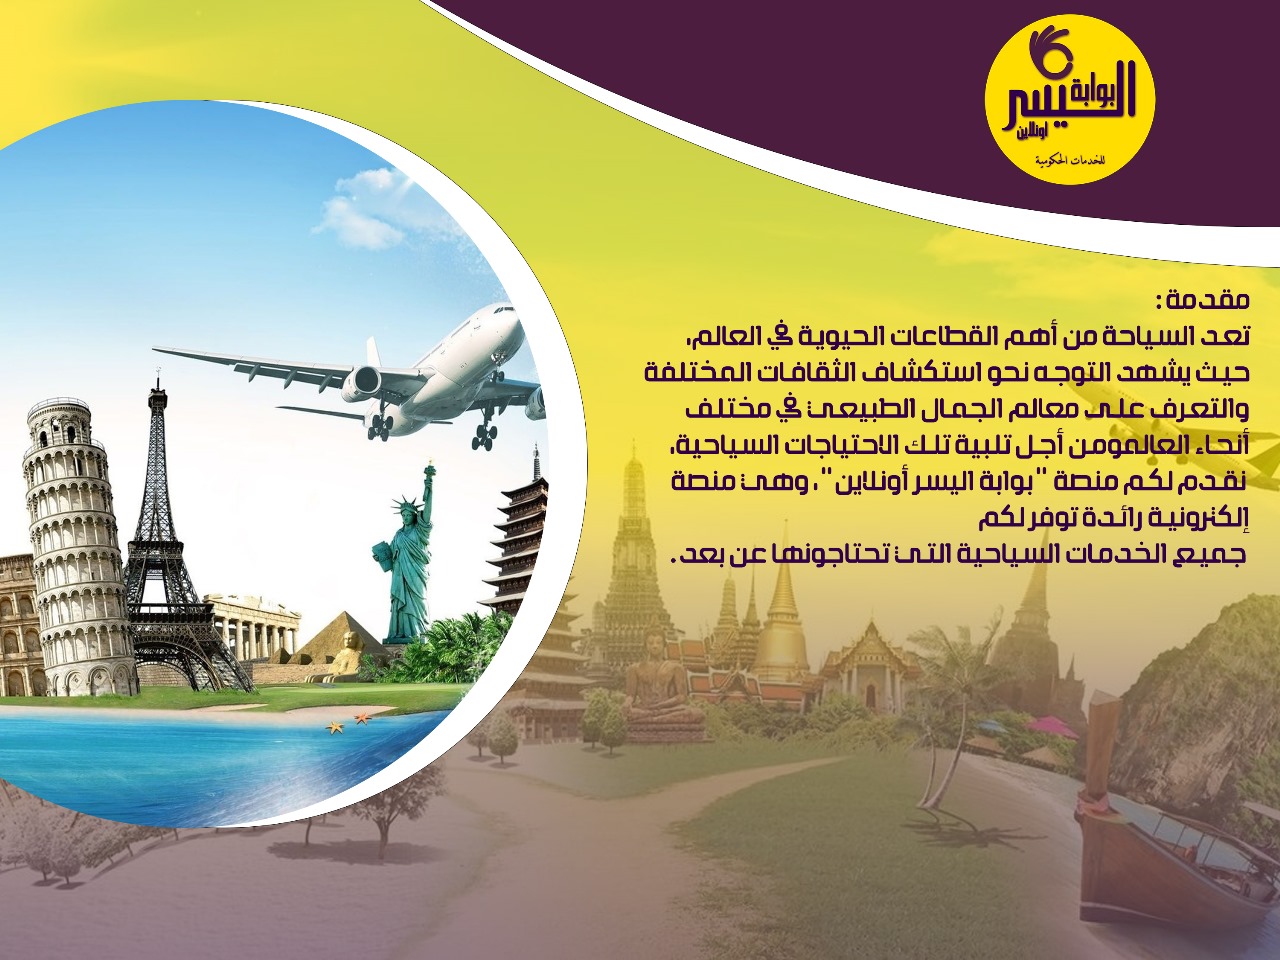 البوابة
اليسر
اونلاين
للخدمات الحكومية
مقدمة :
تعد السياحة من أهم القطاعات الحيوية في العالم،
حيث يشهد التوجه نحو استكشاف الثقافات المختلفة
والتعرف على معالم الجمال الطبيعي في مختلف
أنحاء العالمومن أجل تلبية تلك الاحتياجات السياحية،
نقدم لكم منصة "بوابة اليسر أونلاين"، وهي منصة
إلكترونية رائدة توفر لكم
جميع الخدمات السياحية التي تحتاجونها عن بعد.